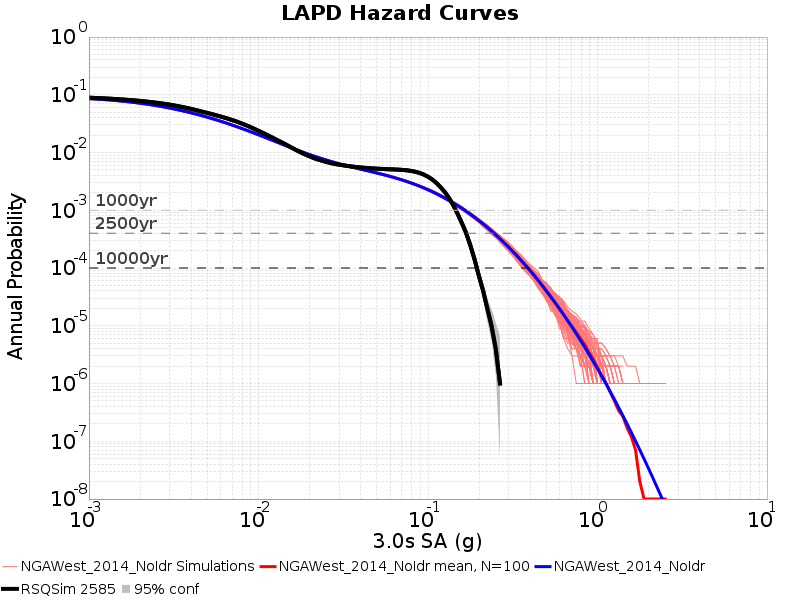 LAPD Hazard Curves
10^0
10^-1
10^-2
10^-3
10^-4
10^-5
10^-6
10^-7
10^-8
Annual Probability
1000yr
2500yr
10000yr
10^-3 10^-2 10^-1 10^0 10^1
3.0s SA (g)
NGAWest_2014_NoIdr Simulations NGAWest_2014_NoIdr mean, N=100 NGAWest_2014_NoIdr
RSQSim 2585 95% conf